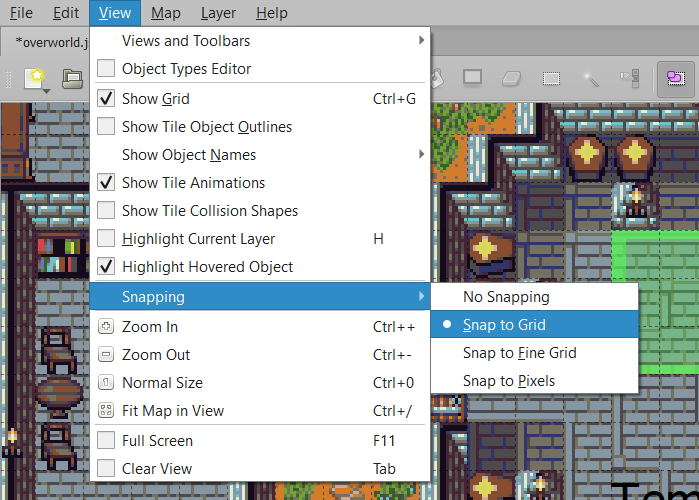 File Edit View Map Layer Help
*overworld.js
Views and Toolbars
Object Types Editor
Show Grid Ctrl+G
Show Tile Object Outlines
Show Object Names
Show Tile Animations
Show Tile Collision Shapes
Highlight Current Layer H
Highlight Hovered Object
Snapping
No Snapping
Snap to Grid
Snap to Fine Grid
Snap to Pixels
Zoom In Ctrl++
Zoom Out Ctrl+-
Normal Size Ctrl+0
Fit Map in View Ctrl+/
Full Screen F11
Clear View Tab